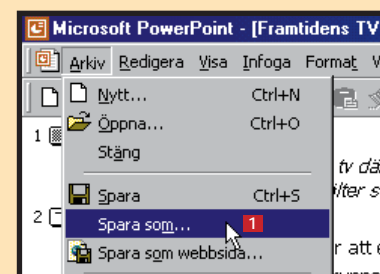 Microsoft PowerPoint - [Framtidens TV
Arkiv Redigera Visa Infoga Format V
Nytt... Ctrl+N
Öppna... Ctrl+O
1
Stäng
tv dä
Spara Ctrl+S
2
Spara som... 1
Spara som webbsida...
r att e